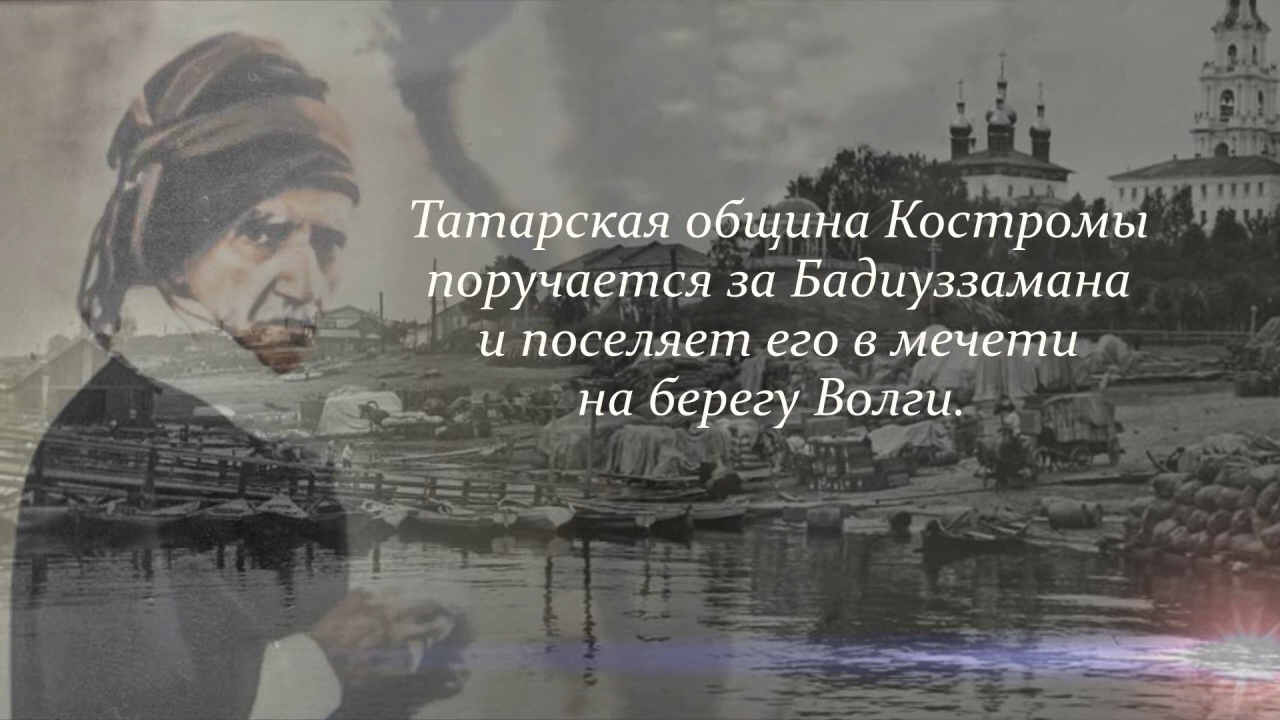 Татарская община Костромы
поручается за Бадиуззамана
и поселяет его в мечети
на берегу Волги.